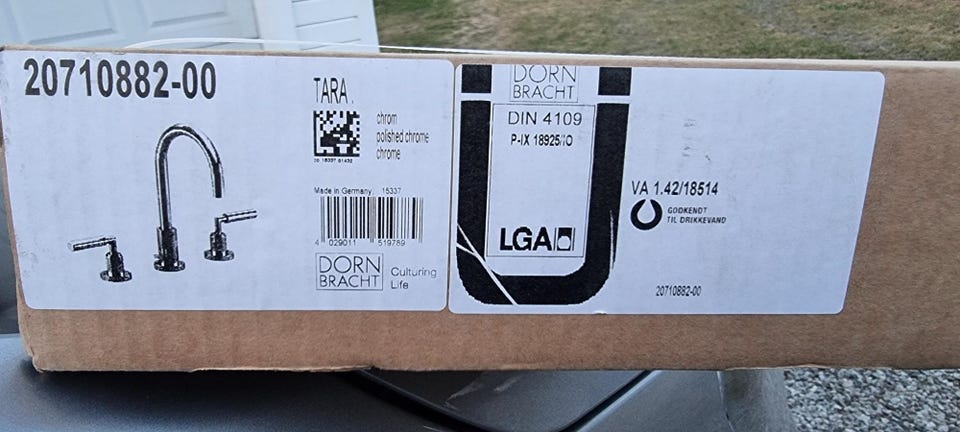 20710882-00
TARA .
chrom
polished chrome
chrome
Made in Germany 15337
4 029011 519789
DORN
BRACHT
Culturing
Life
DORN
BRACHT
DIN 4109
P-IX 18925/IO
LGA
VA 1.42/18514
GODKENDT
TIL DRIKKEVAND
20710882-00